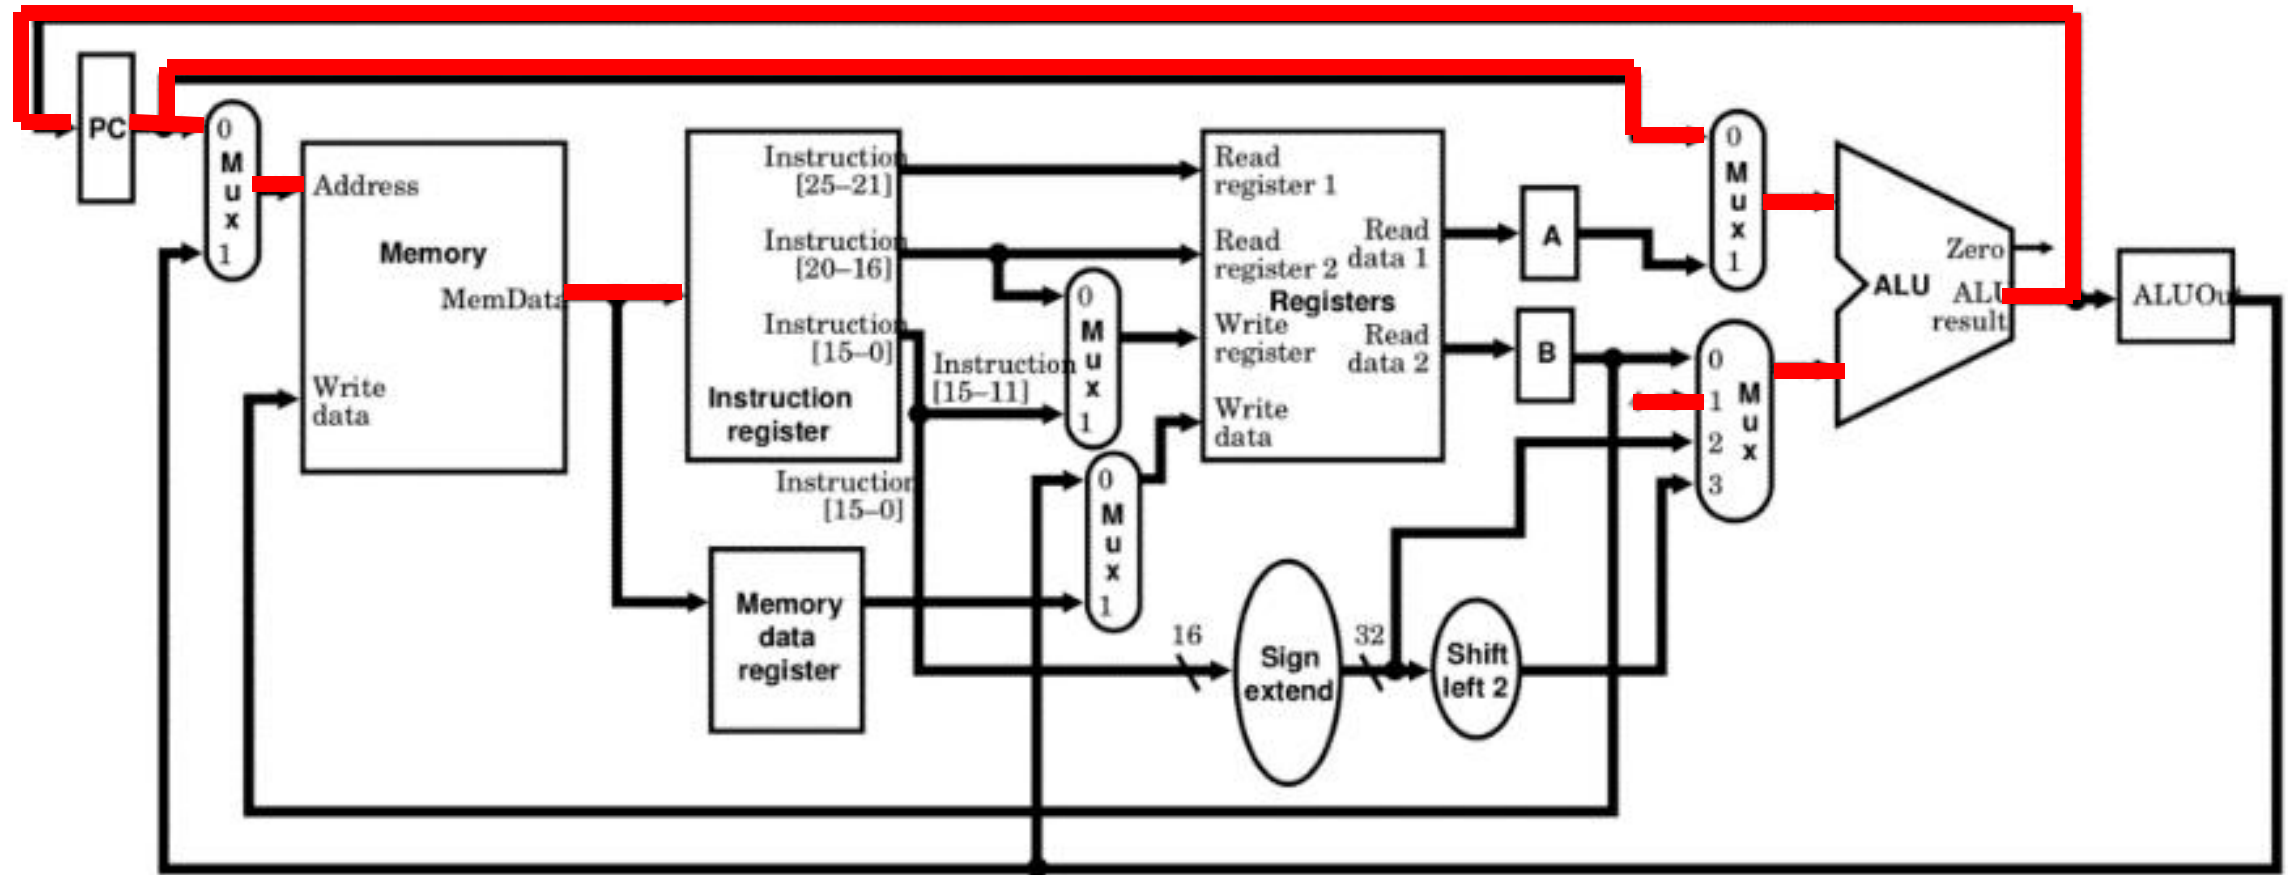 PC
0
M
u
x
1
Address
Memory
MemData
Write
data
Instruction
[25–21]
Instruction
[20–16]
Instruction
[15–0]
Instruction
register
Instruction
[15–11]
Instruction
[15–0]
Memory
data
register
0
M
u
x
1
0
M
u
x
1
Read
register 1
Read
register 2
Read
data 1
Registers
Write
register
Read
data 2
Write
data
16
Sign
extend
32
Shift
left 2
A
B
0
M
u
x
1
0
1
2
3
M
u
x
Zero
ALU
ALU
result
ALUOut